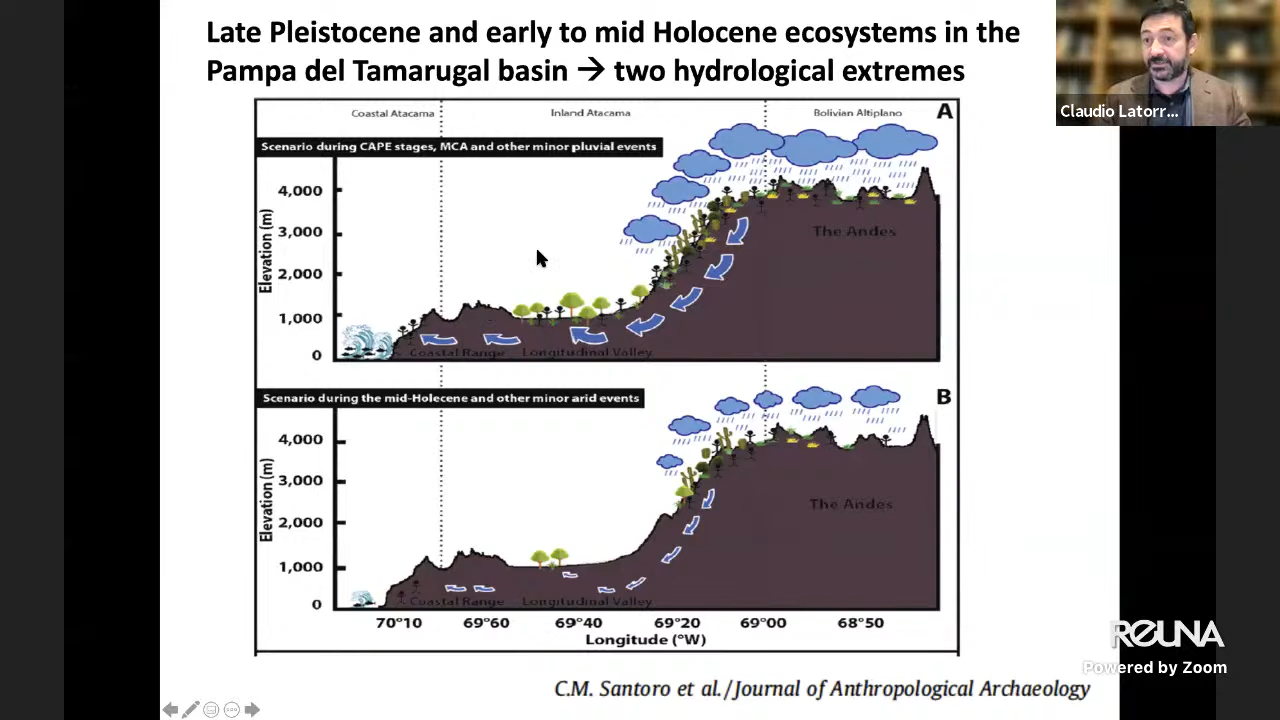 Late Pleistocene and early to mid Holocene ecosystems in the
Pampa del Tamarugal basin → two hydrological extremes
Claudio Latorr...
Coastal Atacama
Inland Atacama
Bolivian Altiplano
A
Scenario during CAPE stages, MCA and other minor pluvial events
Elevation (m)
4,000
3,000
2,000
1,000
0
The Andes
Coastal Range
Longitudinal Valley
B
Scenario during the mid-Holecene and other minor arid events
Elevation (m)
4,000
3,000
2,000
1,000
0
The Andes
Coastal Range
Longitudinal Valley
70°10
69°60
69°40
69°20
69°00
68°50
Longitude (°W)
REUNA
Powered by Zoom
C.M. Santoro et al./Journal of Anthropological Archaeology